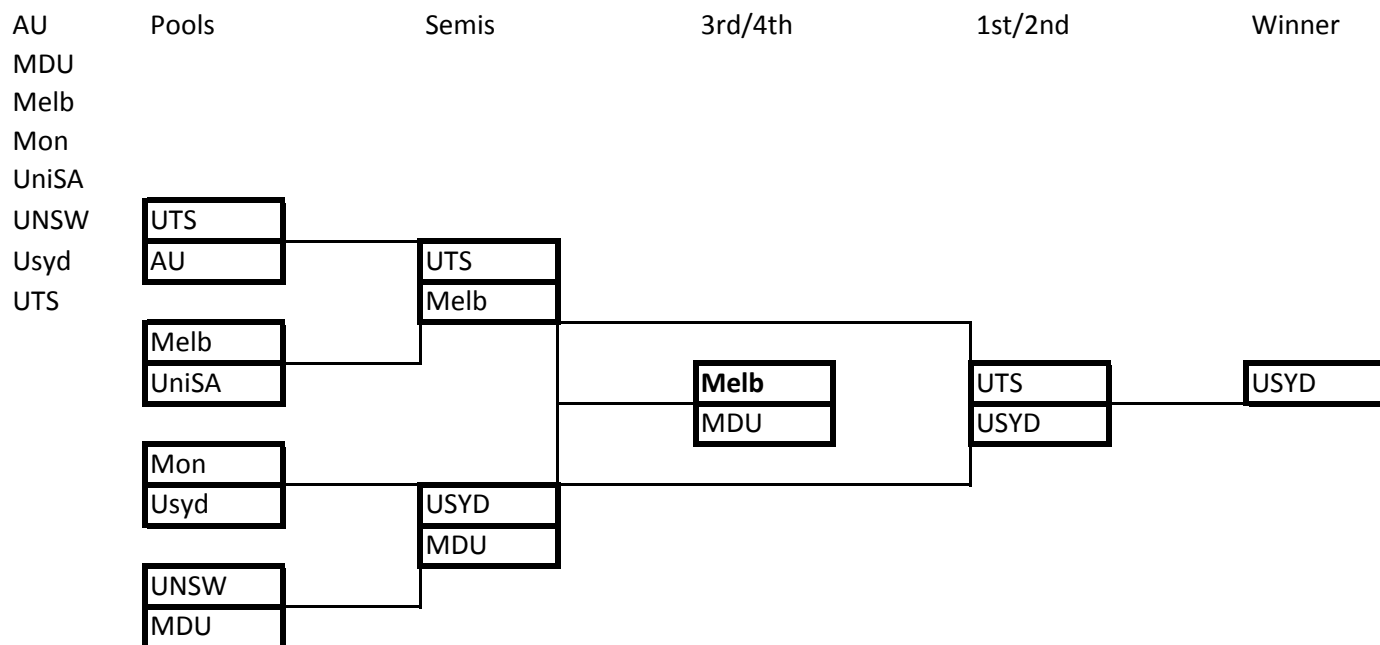 AU Pools Semis 3rd/4th 1st/2nd Winner
MDU
Melb
Mon
UniSA
UNSW UTS
Usyd AU UTS
UTS Melb
Melb
UniSA Melb UTS USYD
MDU USYD
Mon
Usyd USYD
MDU
UNSW
MDU